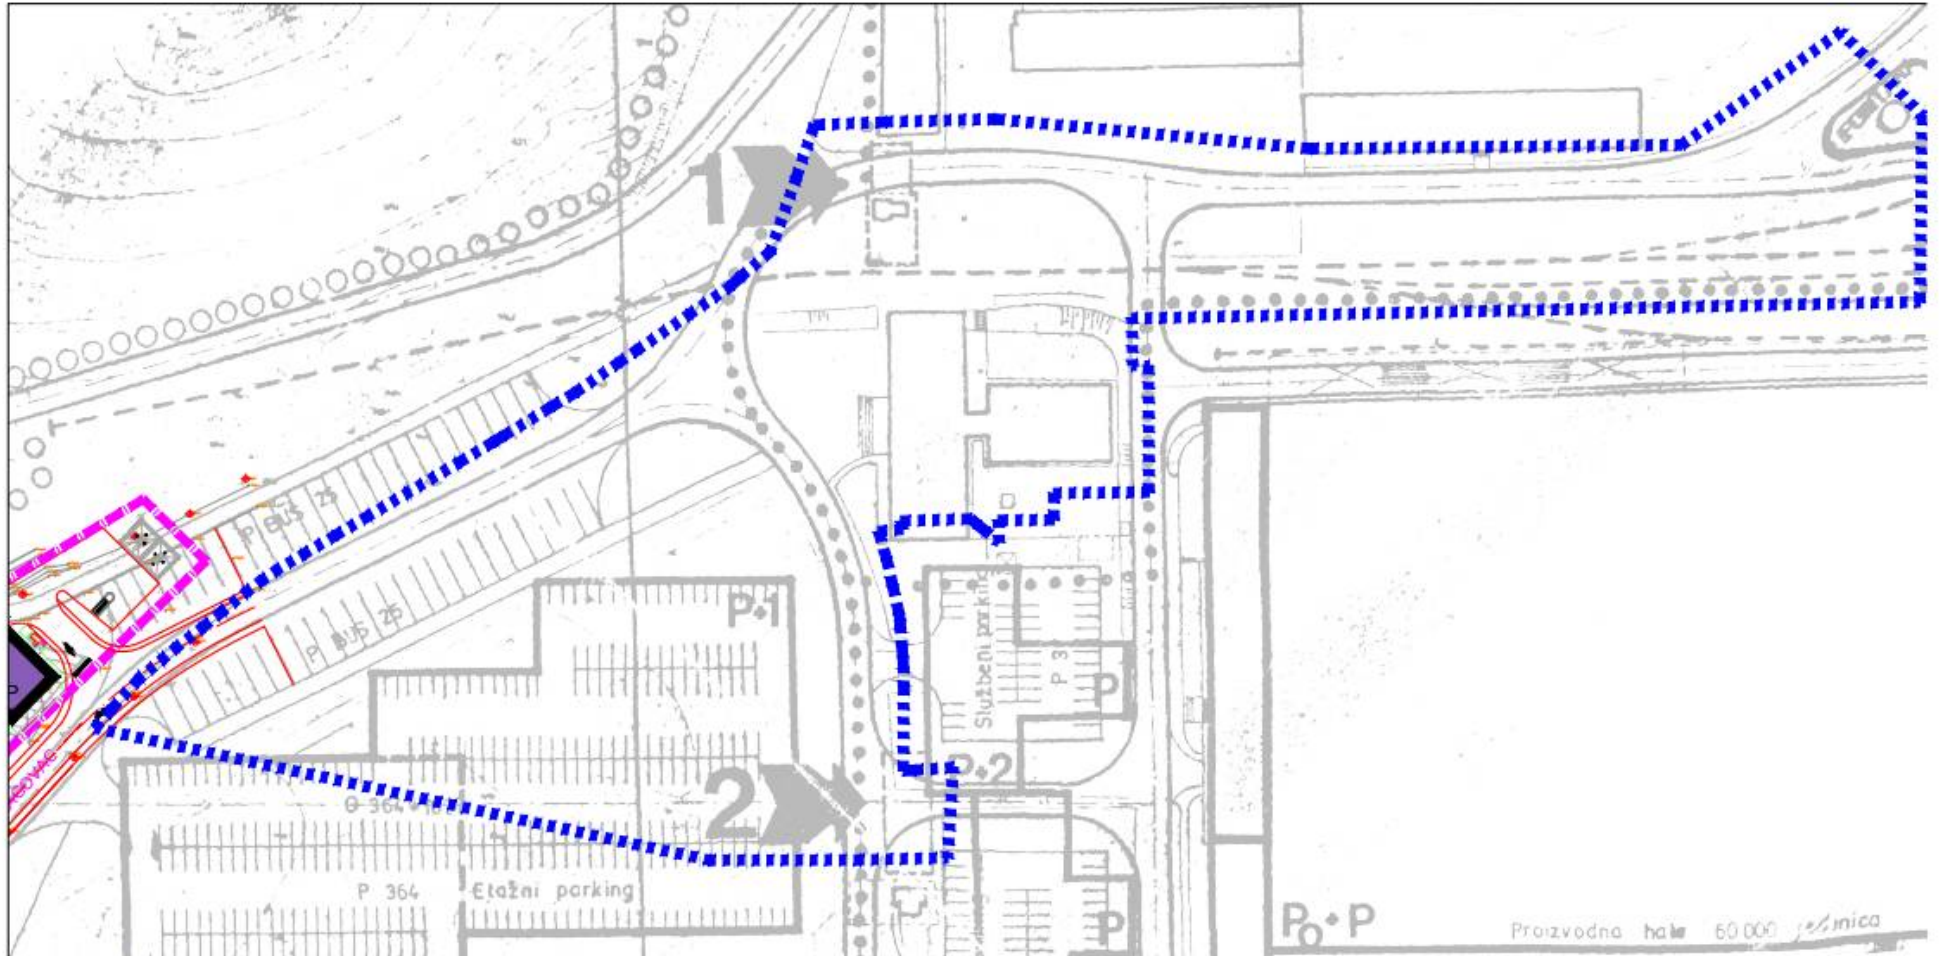 1
P BUS 25
P BUS 25
P+1
Službeni parking
P 3
P
P+2
2
P 364
Etažni parking
P
Po+P
Proizvodna hala 60 000